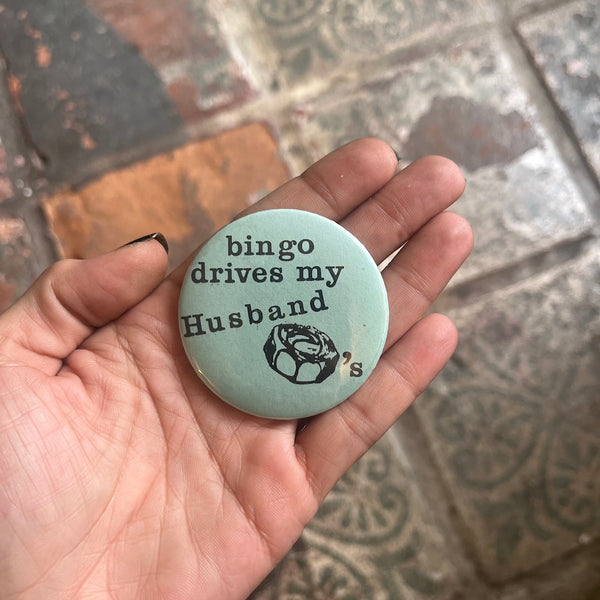 bingo
drives my
Husband
's